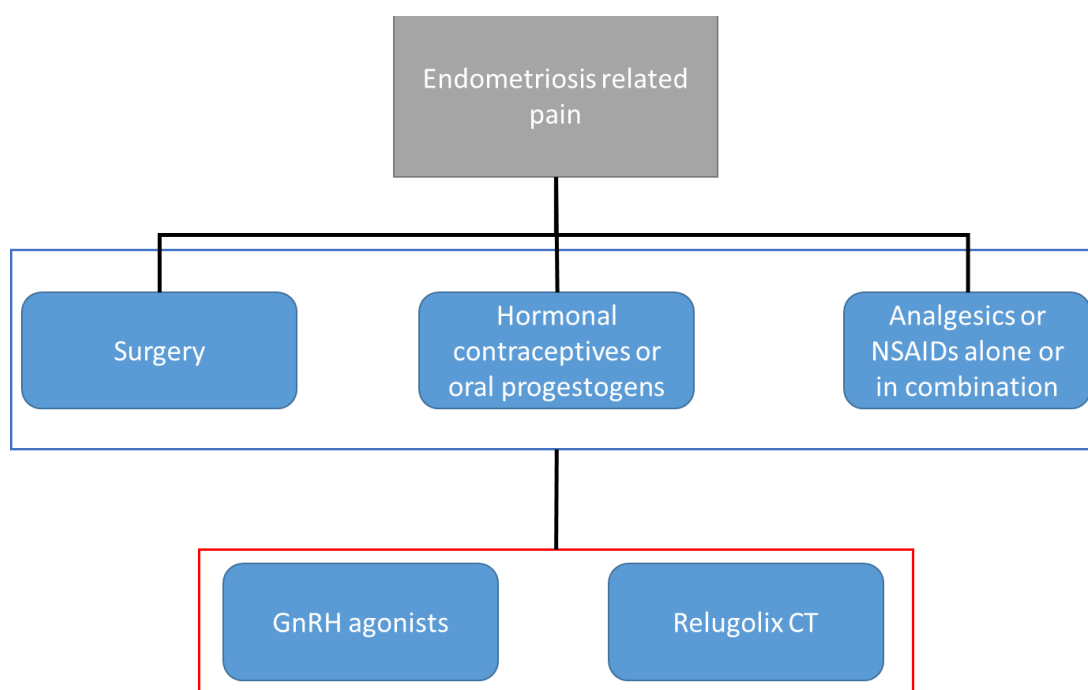 Endometriosis related
pain
Surgery
Hormonal
contraceptives or
oral progestogens
Analgesics or
NSAIDs alone or
in combination
GnRH agonists
Relugolix CT